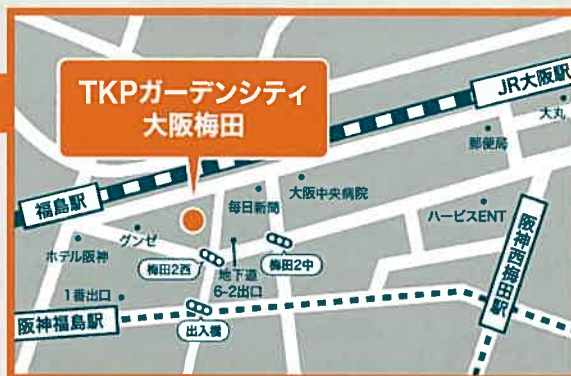 TKPガーデンシティ
大阪梅田
JR大阪駅
大丸
郵便局
福島駅
大阪中央病院
毎日新聞
ハービスENT
グンゼ
ホテル阪神
梅田2西
地下道
6-2出口
梅田2中
阪神西梅田駅
1番出口
阪神福島駅
出入橋